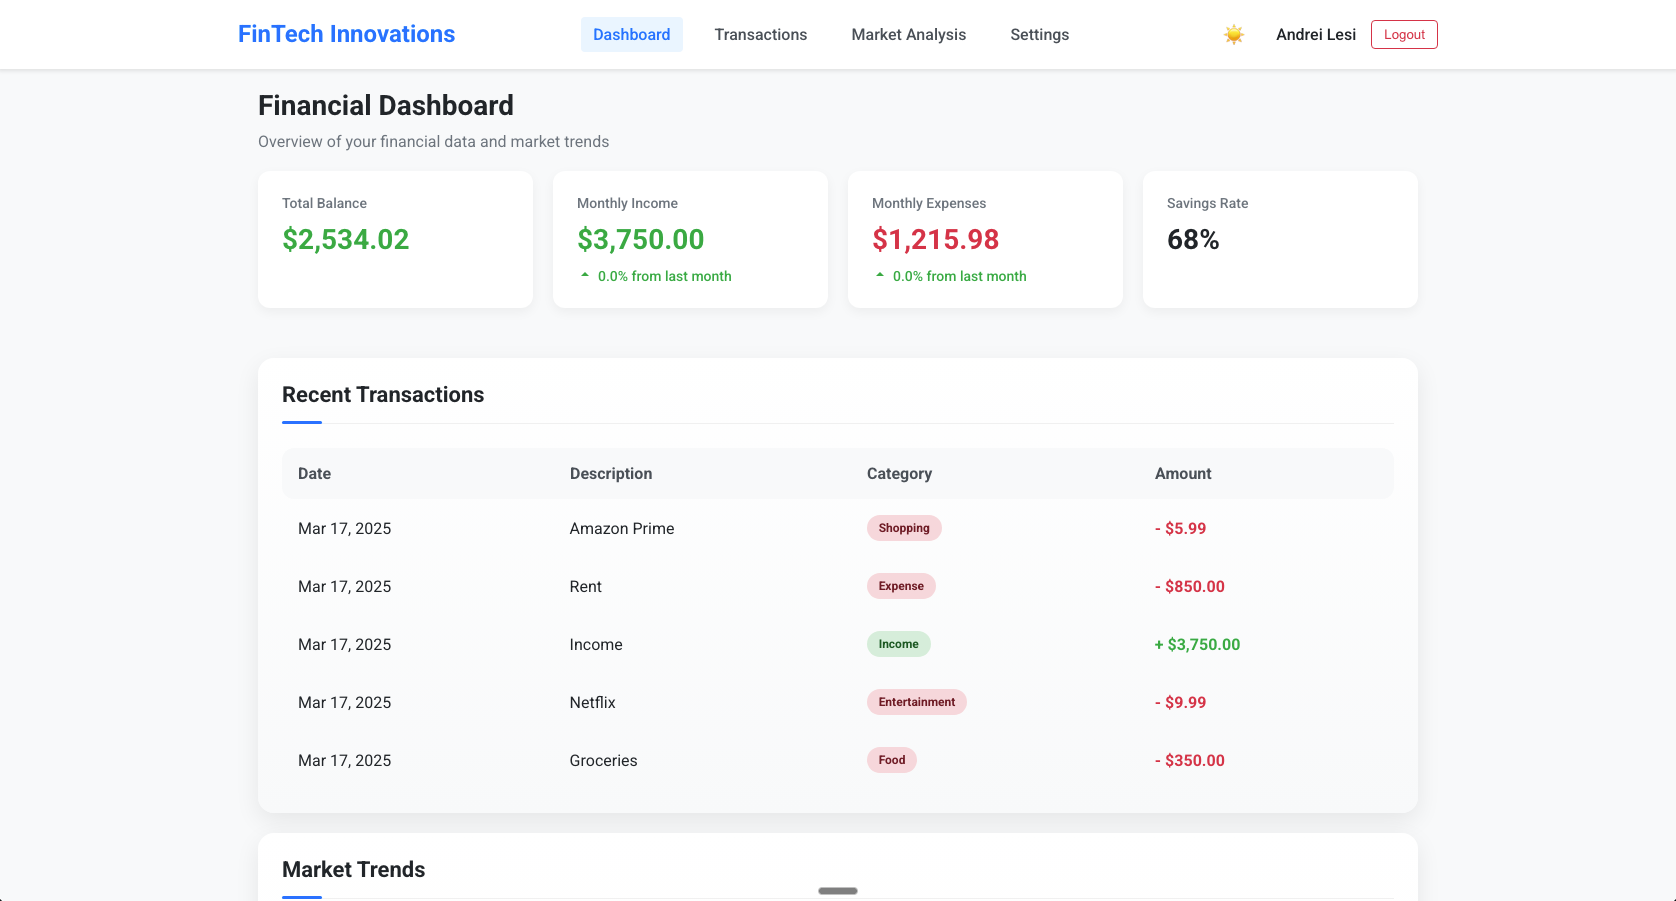 FinTech Innovations
Dashboard
Transactions
Market Analysis
Settings
Andrei Lesi
Logout
Financial Dashboard
Overview of your financial data and market trends
Total Balance
$2,534.02
Monthly Income
$3,750.00
0.0% from last month
Monthly Expenses
$1,215.98
0.0% from last month
Savings Rate
68%
Recent Transactions
Date Description Category Amount
Mar 17, 2025 Amazon Prime Shopping - $5.99
Mar 17, 2025 Rent Expense - $850.00
Mar 17, 2025 Income Income + $3,750.00
Mar 17, 2025 Netflix Entertainment - $9.99
Mar 17, 2025 Groceries Food - $350.00
Market Trends